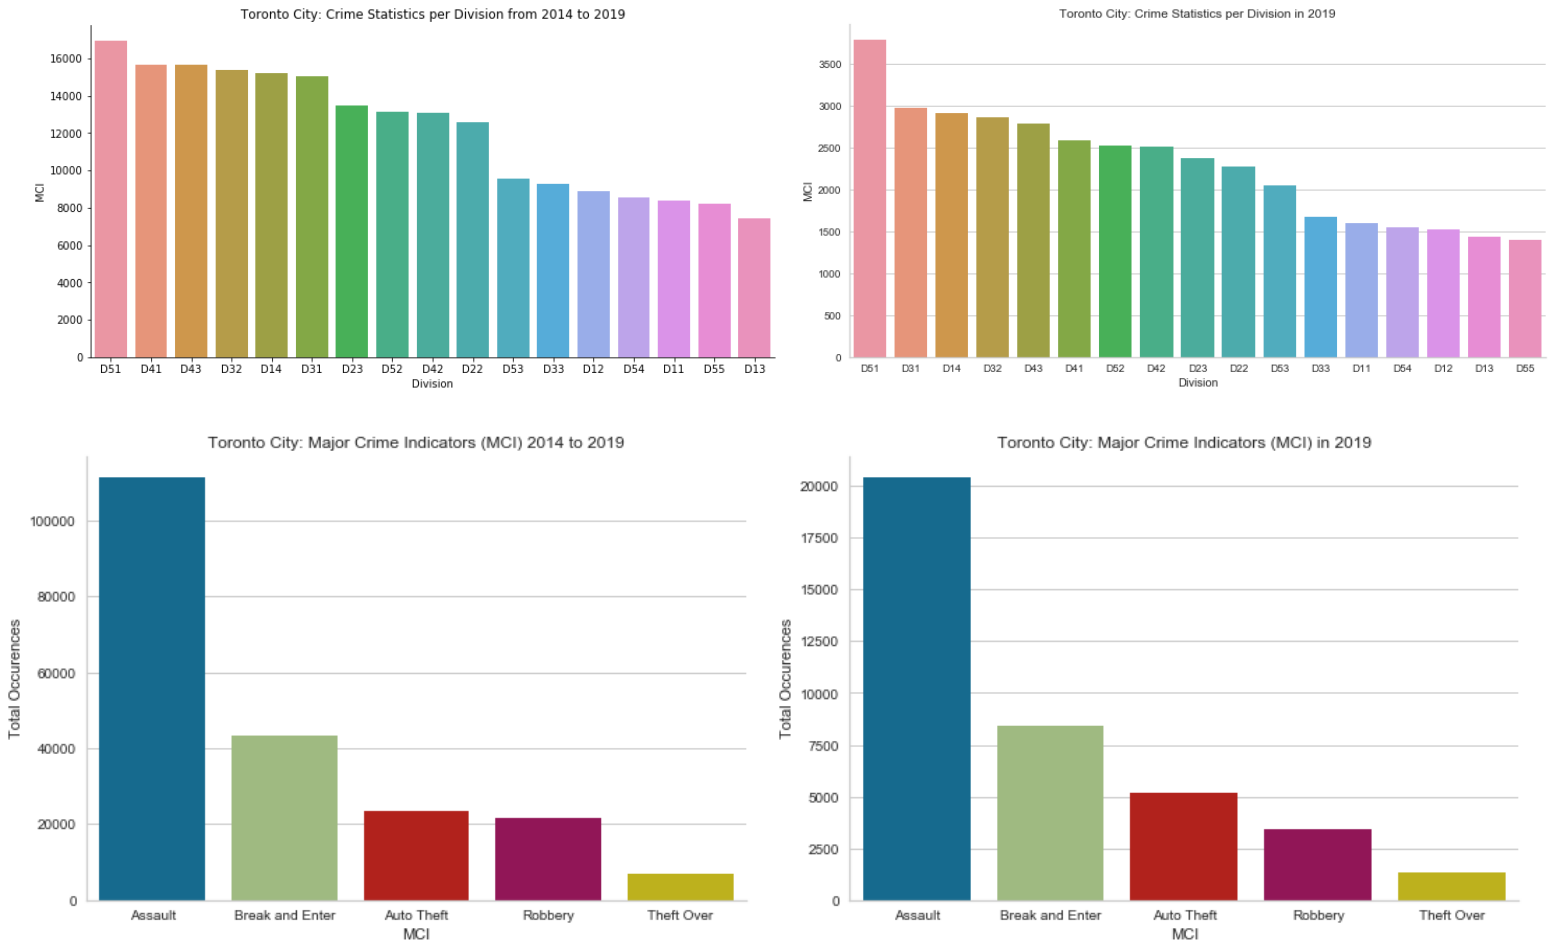 Toronto City: Crime Statistics per Division from 2014 to 2019
MCI
16000
14000
12000
10000
8000
6000
4000
2000
0
D51 D41 D43 D32 D14 D31 D23 D52 D42 D22 D53 D33 D12 D54 D11 D55 D13
Division
Toronto City: Crime Statistics per Division in 2019
MCI
3500
3000
2500
2000
1500
1000
500
0
D51 D31 D14 D32 D43 D41 D52 D42 D23 D22 D53 D33 D11 D54 D12 D13 D55
Division
Toronto City: Major Crime Indicators (MCI) 2014 to 2019
Total Occurences
100000
80000
60000
40000
20000
0
Assault Break and Enter Auto Theft Robbery Theft Over
MCI
Toronto City: Major Crime Indicators (MCI) in 2019
Total Occurences
20000
17500
15000
12500
10000
7500
5000
2500
0
Assault Break and Enter Auto Theft Robbery Theft Over
MCI